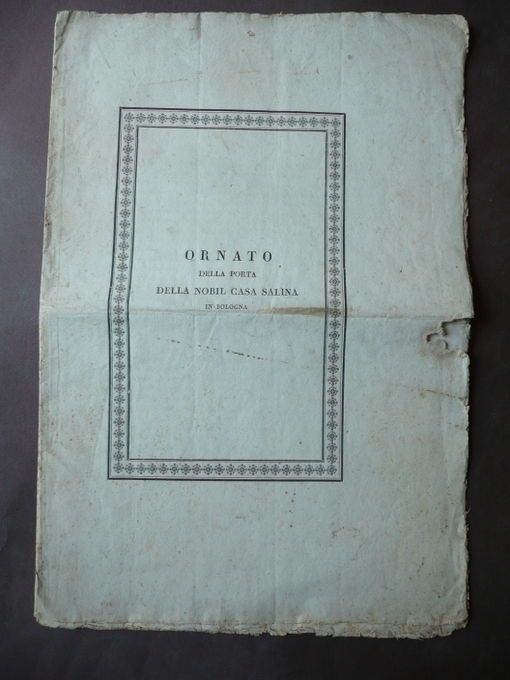 ORNATO
DELLA PORTA
DELLA NOBIL CASA SALINA
IN BOLOGNA